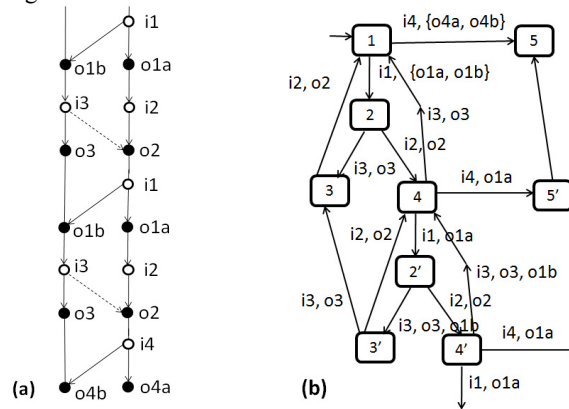 i1
o1b
o1a
i3
i2
o3
o2
i1
o1b
o1a
i3
i2
o3
o2
i4
o4b
o4a
(a)
i4, {o4a, o4b}
1
5
i1, {o1a, o1b}
i2, o2
2
i3, o3
i2, o2
i3, o3
3
4
i4, o1a
5'
i2, o2
i1, o1a
2'
i3, o3
i3, o3, o1b
i2, o2
i3, o3, o1b
3'
4'
i4, o1a
i1, o1a
(b)